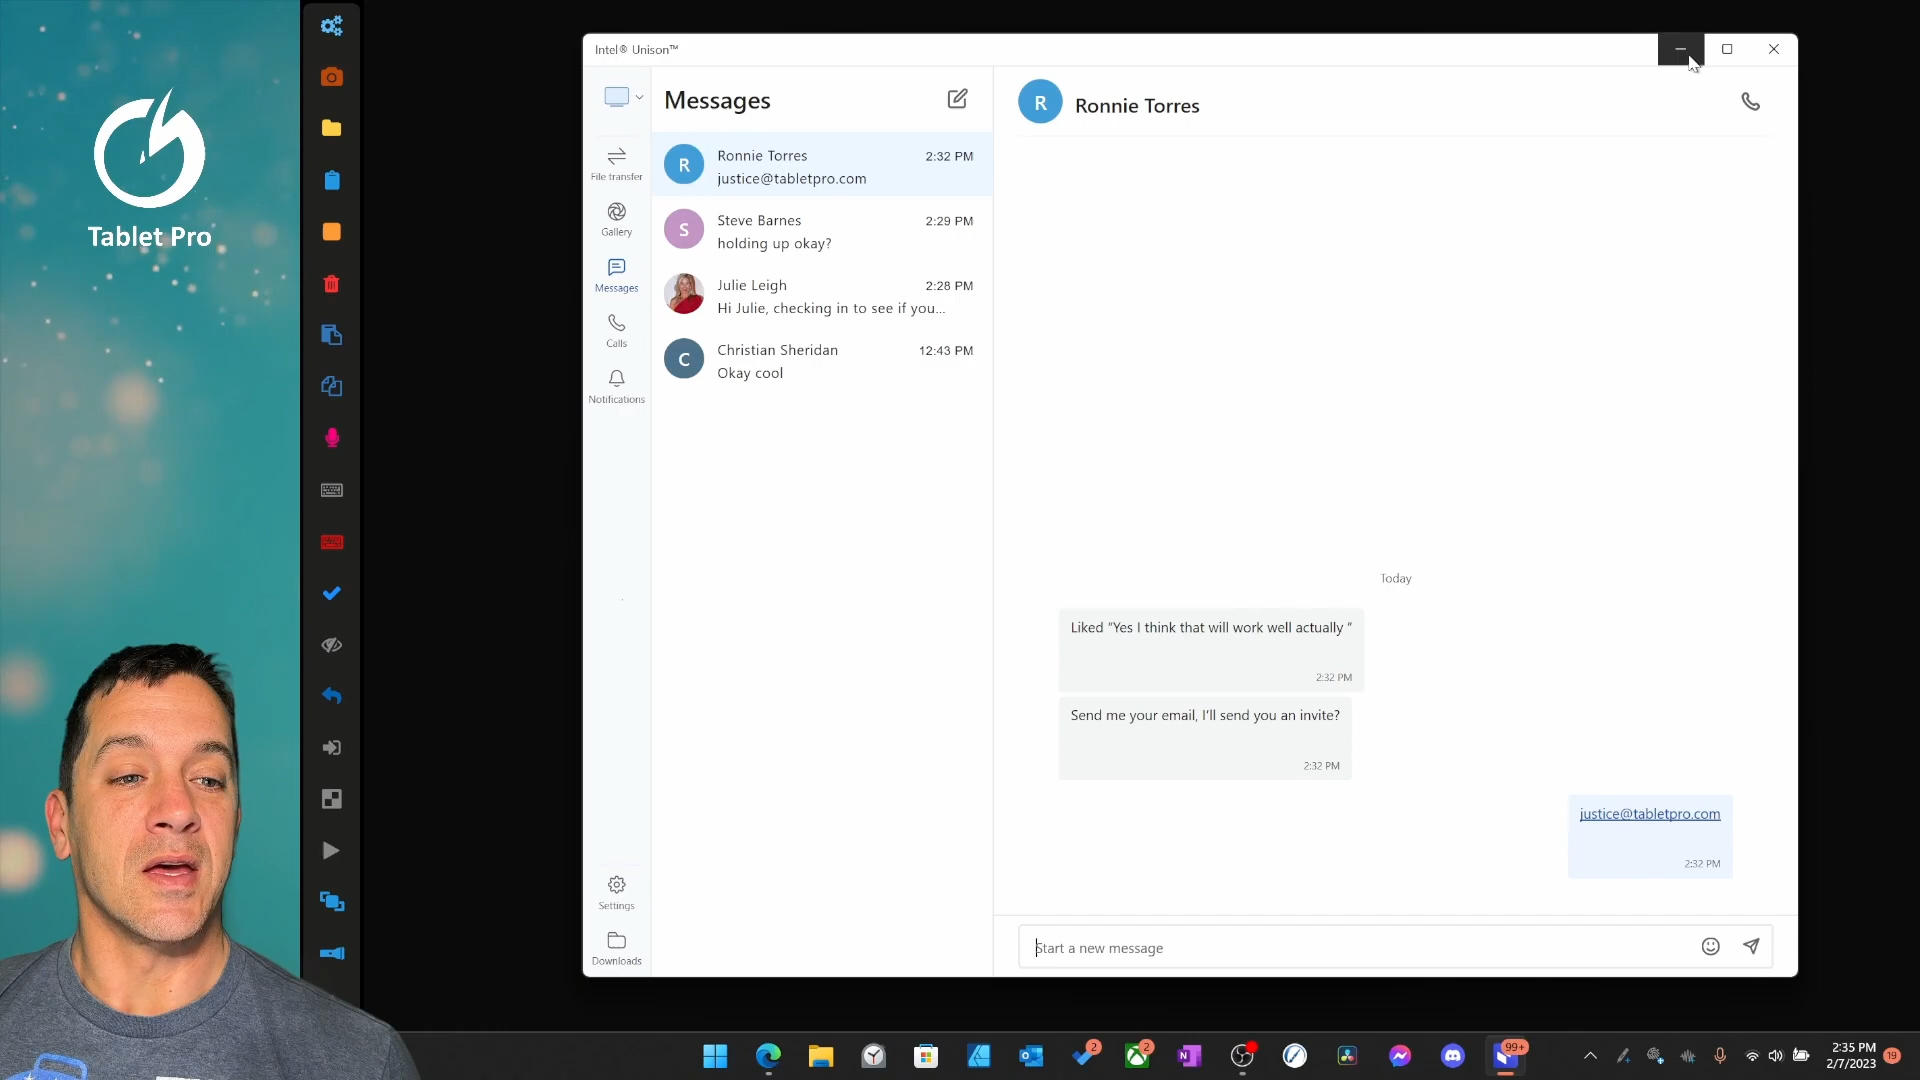 Tablet Pro
Intel® Unison™
File transfer
Gallery
Messages
Calls
Notifications
Settings
Downloads
Messages
R
Ronnie Torres
2:32 PM
justice@tabletpro.com
S
Steve Barnes
2:29 PM
holding up okay?
Julie Leigh
2:28 PM
Hi Julie, checking in to see if you...
C
Christian Sheridan
12:43 PM
Okay cool
R
Ronnie Torres
Today
Liked “Yes I think that will work well actually ”
2:32 PM
Send me your email, I'll send you an invite?
2:32 PM
justice@tabletpro.com
2:32 PM
Start a new message
2
2
N
99+
2:35 PM
2/7/2023
19